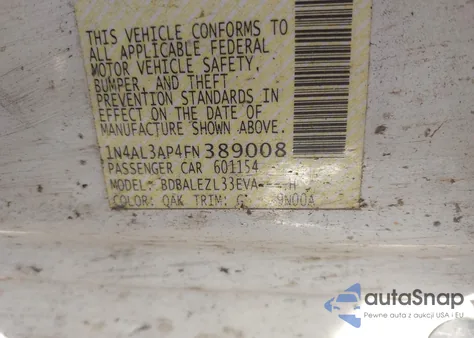 THIS VEHICLE CONFORMS TO
ALL APPLICABLE FEDERAL
MOTOR VEHICLE SAFETY,
BUMPER, AND THEFT
PREVENTION STANDARDS IN
EFFECT ON THE DATE OF
MANUFACTURE SHOWN ABOVE.
1N4AL3AP4FN389008
PASSENGER CAR 601154
MODEL: BDBALEZL33EVA----H
COLOR: QAK TRIM: G
autaSnap
Pewne auta z aukcji USA i EU